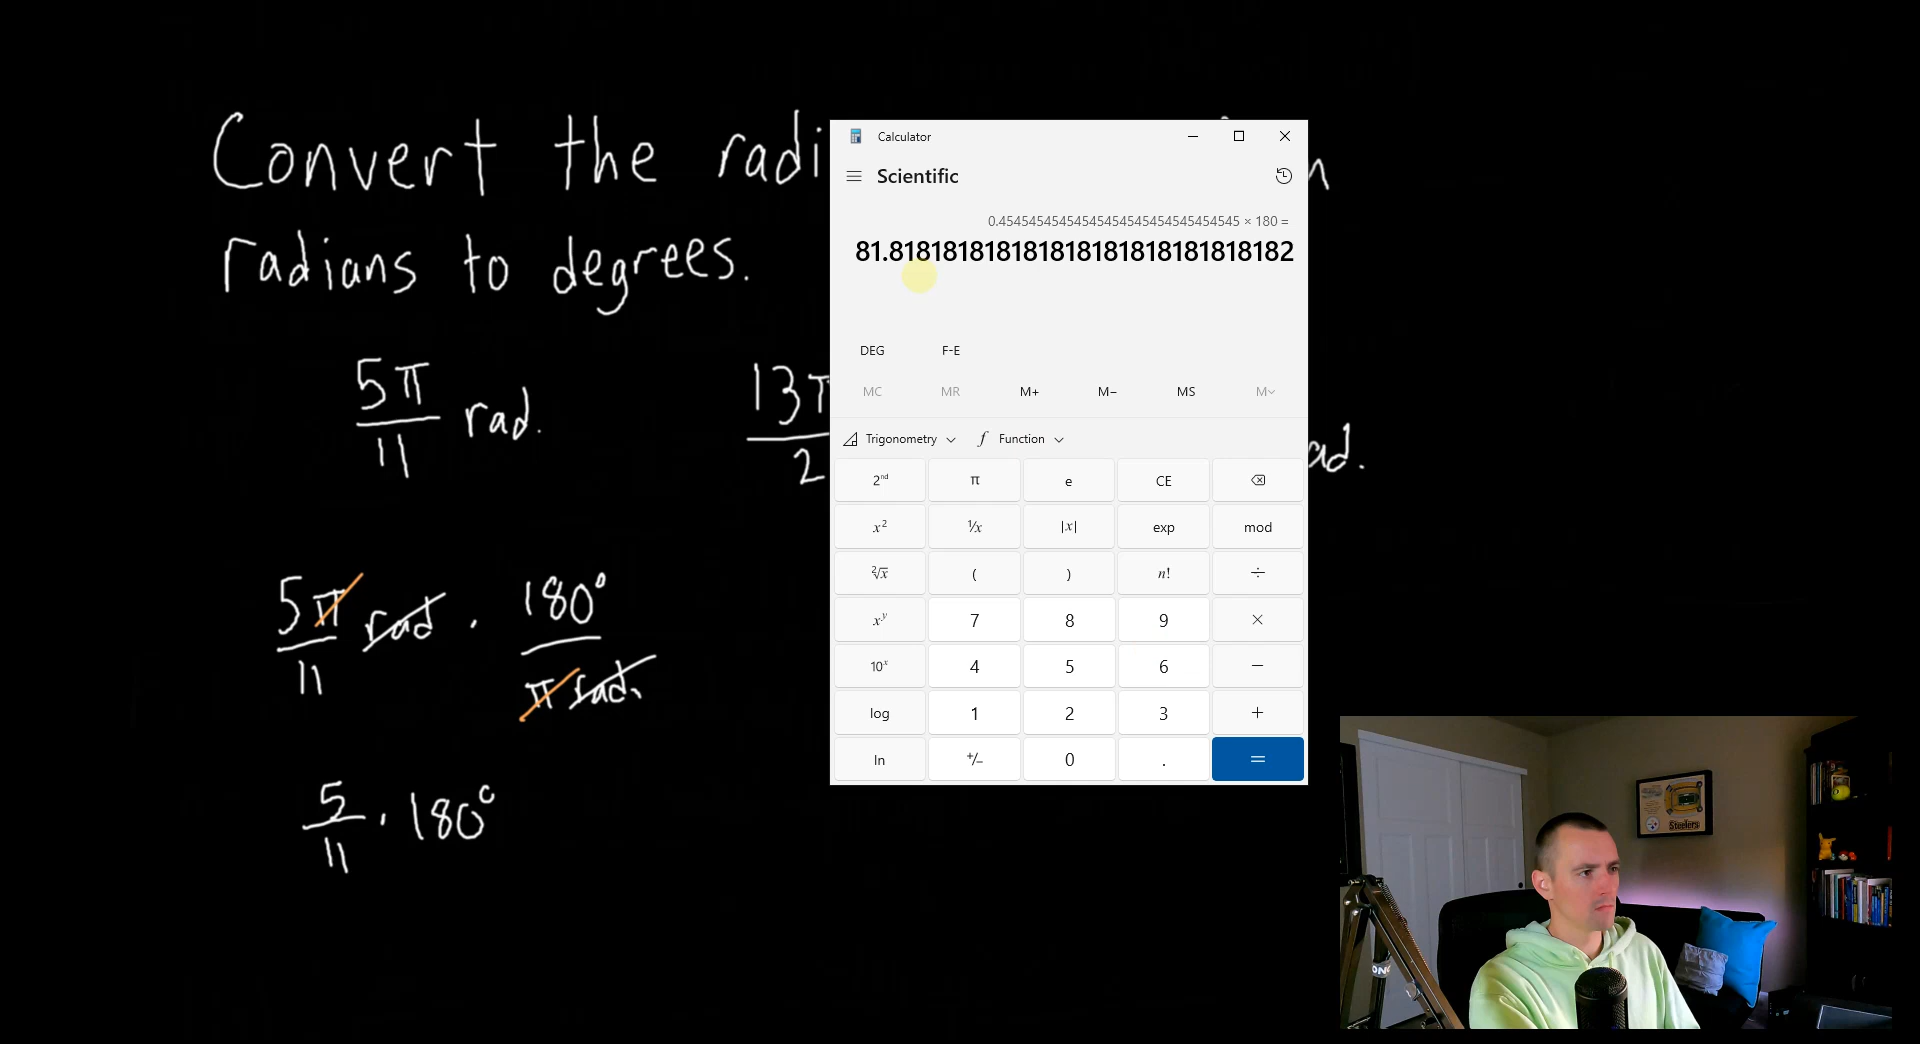 Convert the radi
radians to degrees.
5π/11 rad.
13π/2
ad.
5π/11 rad · 180°/π rad.
5/11 · 180°
Calculator
Scientific
0.45454545454545454545454545454545 × 180 =
81.818181818181818181818181818182
DEG F-E
MC MR M+ M− MS M
Trigonometry f Function
2nd π e CE
x² ¹/x |x| exp mod
²√x ( ) n! ÷
xʸ 7 8 9 ×
10ˣ 4 5 6 −
log 1 2 3 +
ln +/− 0 . =
Steelers